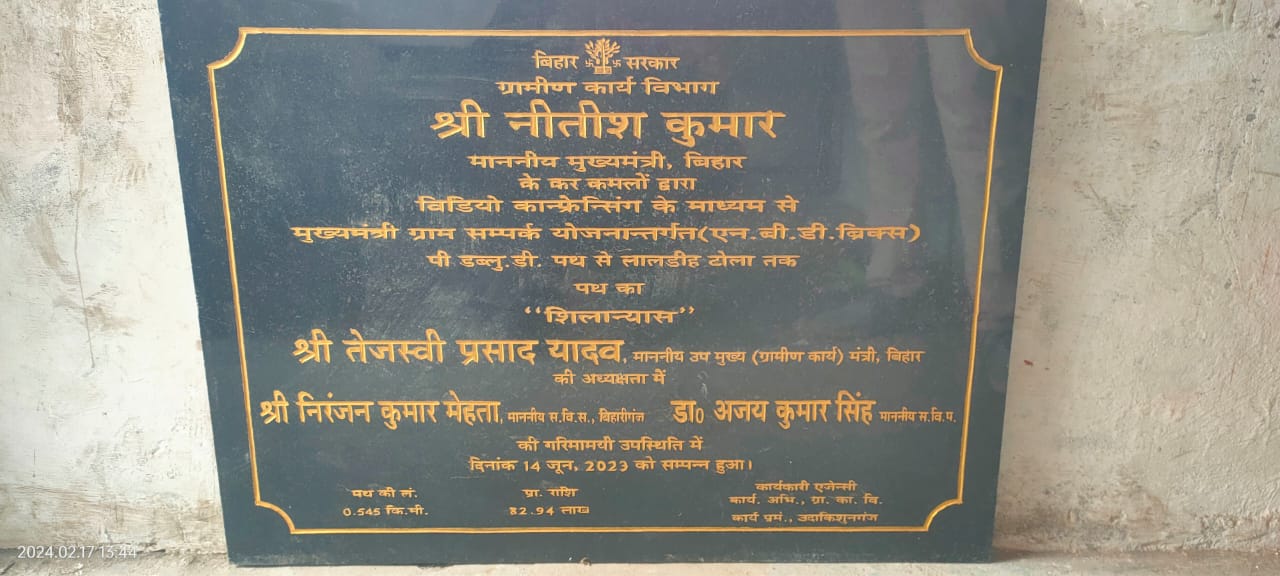 बिहार सरकार
ग्रामीण कार्य विभाग
श्री नीतीश कुमार
माननीय मुख्यमंत्री, बिहार
के कर कमलों द्वारा
विडियो कान्फ्रेन्सिंग के माध्यम से
मुख्यमंत्री ग्राम सम्पर्क योजनान्तर्गत(एन.बी.डी.ब्रिक्स)
पी डब्लु.डी. पथ से लालडीह टोला तक
पथ का
“शिलान्यास”
श्री तेजस्वी प्रसाद यादव, माननीय उप मुख्य (ग्रामीण कार्य) मंत्री, बिहार
की अध्यक्षता में
श्री निरंजन कुमार मेहता, माननीय स.वि.स., बिहारीगंज डा0 अजय कुमार सिंह माननीय स.वि.प.
की गरिमामयी उपस्थिति में
दिनांक 14 जून, 2023 को सम्पन्न हुआ।
पथ की लं. प्रा. राशि कार्यकारी एजेन्सी
0.545 कि.मी. 82.94 लाख कार्य. अभि., ग्रा. का. वि.
कार्य प्रमं., उदाकिशुनगंज
2024.02.17 13:44